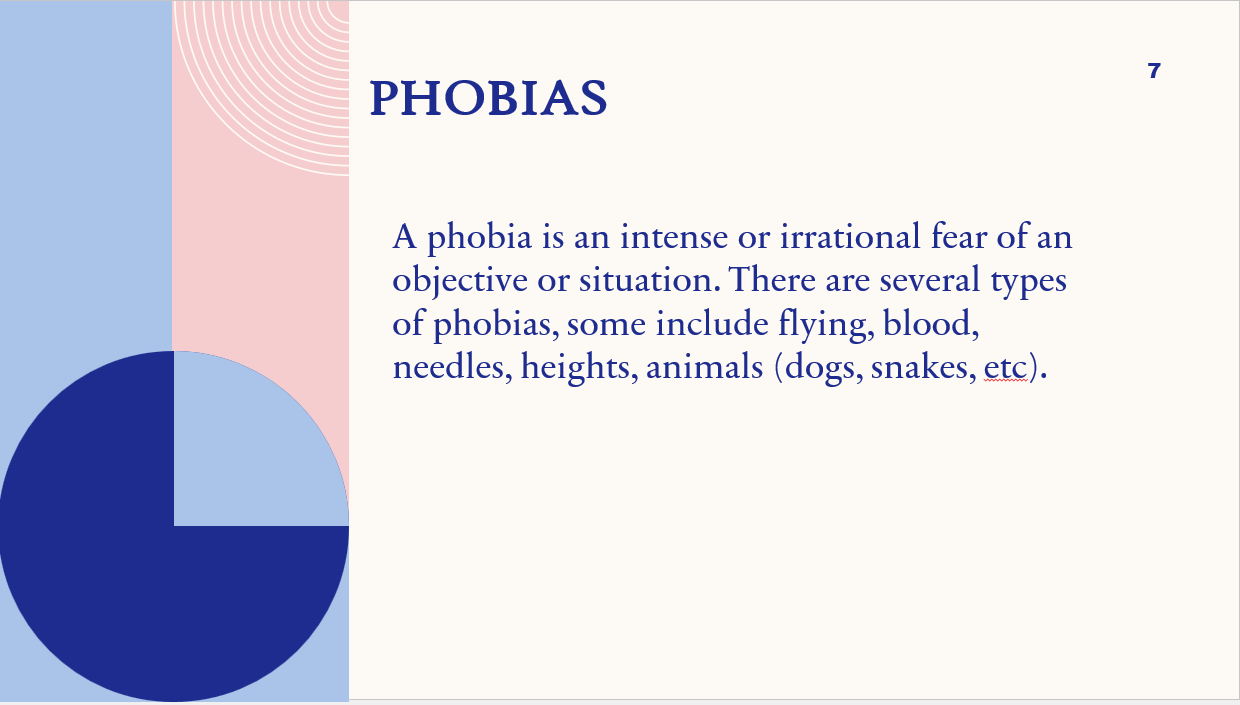 7
PHOBIAS
A phobia is an intense or irrational fear of an
objective or situation. There are several types
of phobias, some include flying, blood,
needles, heights, animals (dogs, snakes, etc).